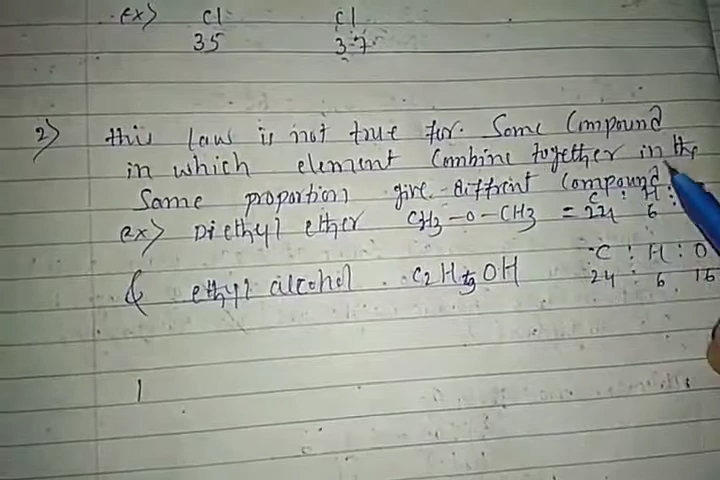 ex> Cl Cl
35 37
2) this law is not true for. Some Compound
in which element Combine together in the
Same proportion give different Compound.
ex> Diethyl ether CH3-O-CH3 = C : H :
24 6
C : H : O
& ethyl alcohol. C2H5OH 24 : 6 16
1